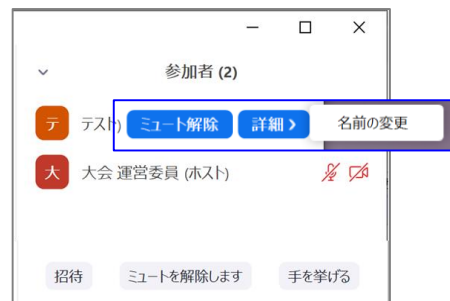 参加者 (2)
テ テスト) ミュート解除 詳細 › 名前の変更
大 大会 運営委員 (ホスト)
招待 ミュートを解除します 手を挙げる